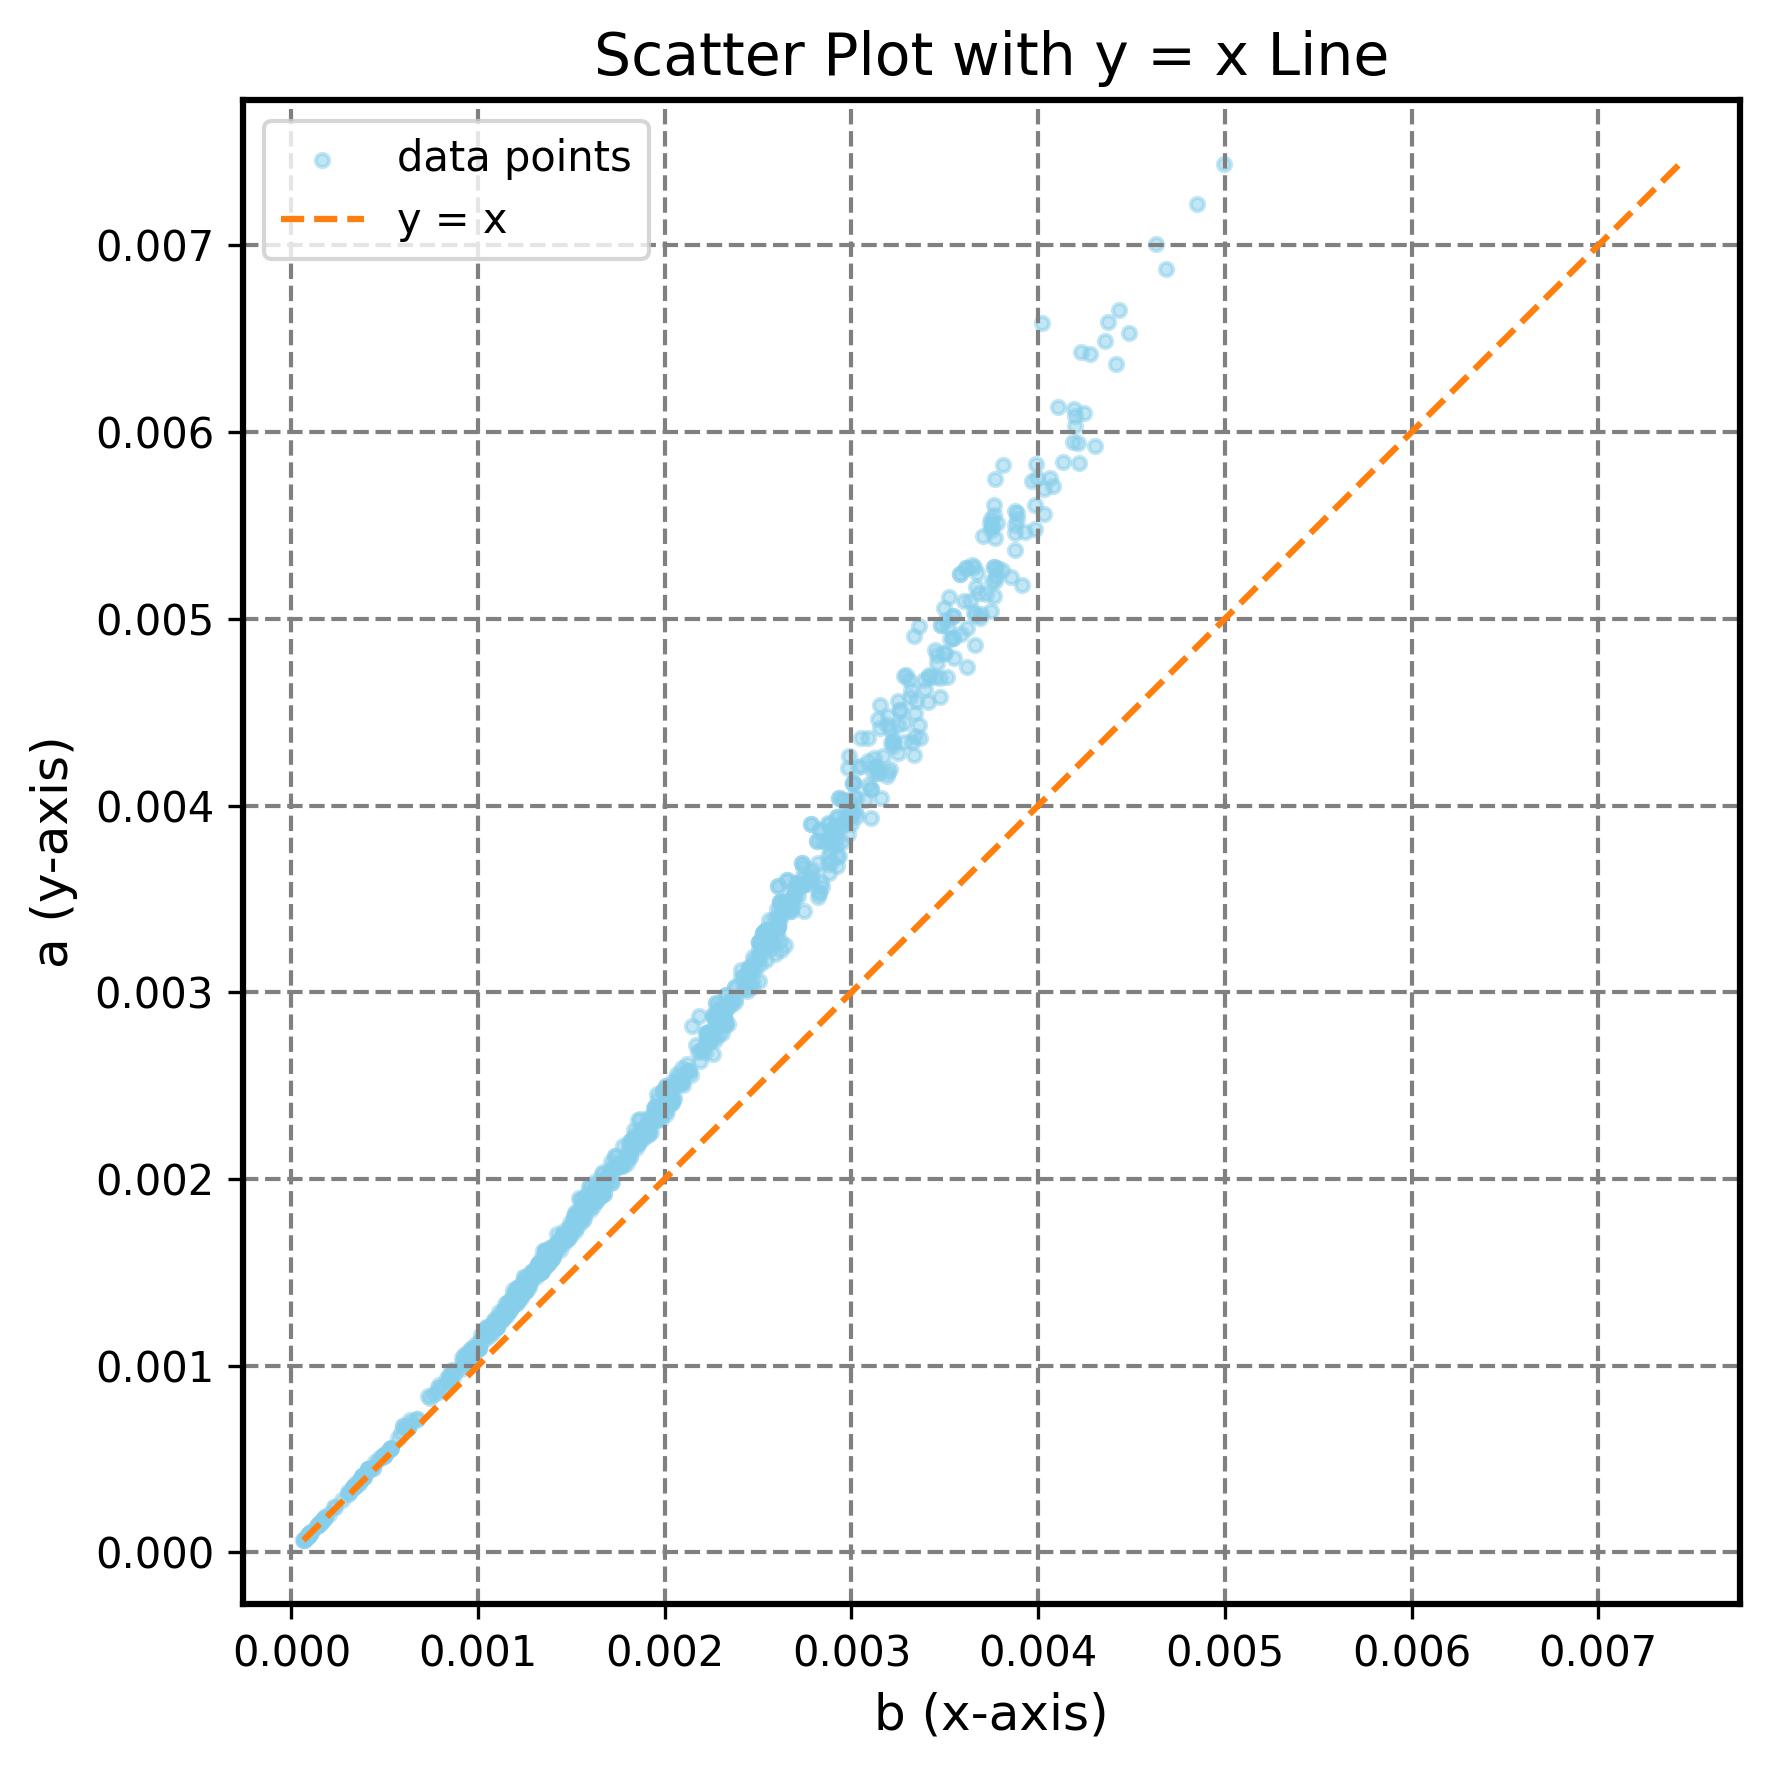 Scatter Plot with y = x Line
data points
y = x
0.007
0.006
0.005
0.004
0.003
0.002
0.001
0.000
a (y-axis)
0.000 0.001 0.002 0.003 0.004 0.005 0.006 0.007
b (x-axis)